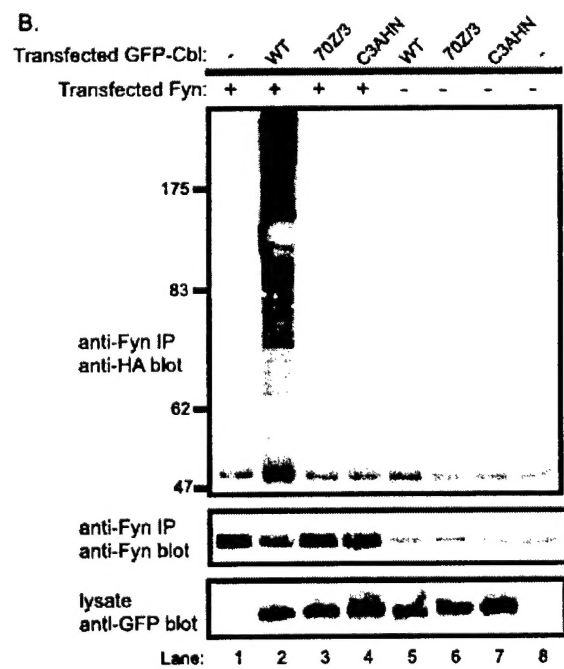 B.
Transfected GFP-Cbl: - WT 70Z/3 C3AHN WT 70Z/3 C3AHN -
Transfected Fyn: + + + + - - - -
175
83
anti-Fyn IP
anti-HA blot
62
47
anti-Fyn IP
anti-Fyn blot
lysate
anti-GFP blot
Lane: 1 2 3 4 5 6 7 8